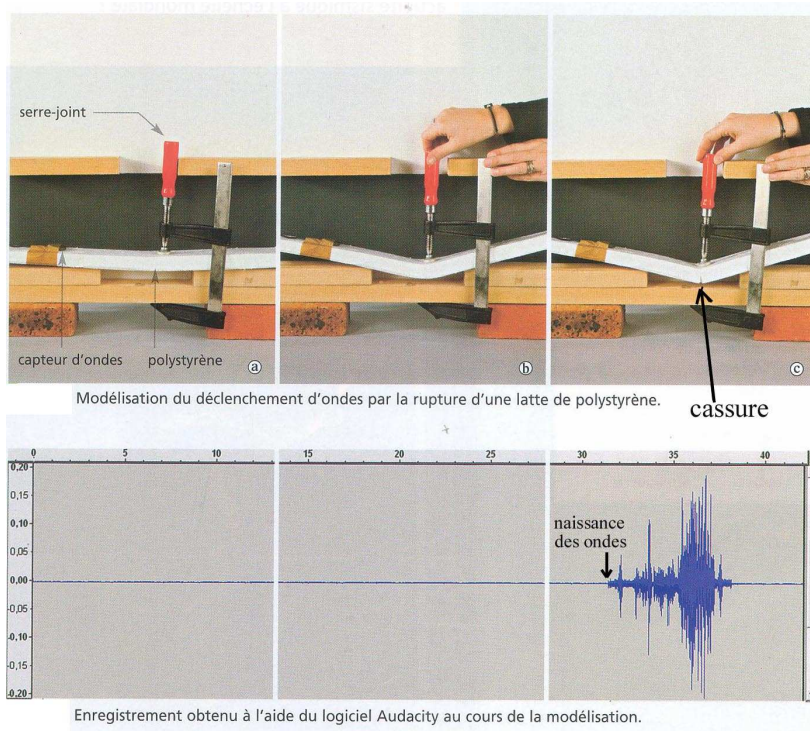 serre-joint
capteur d'ondes
polystyrène
a
b
c
Modélisation du déclenchement d'ondes par la rupture d'une latte de polystyrène.
cassure
0
5
10
15
20
25
30
35
40
0,20
0,15
0,10
0,05
0,00
-0,05
-0,10
-0,15
-0,20
naissance
des ondes
Enregistrement obtenu à l'aide du logiciel Audacity au cours de la modélisation.